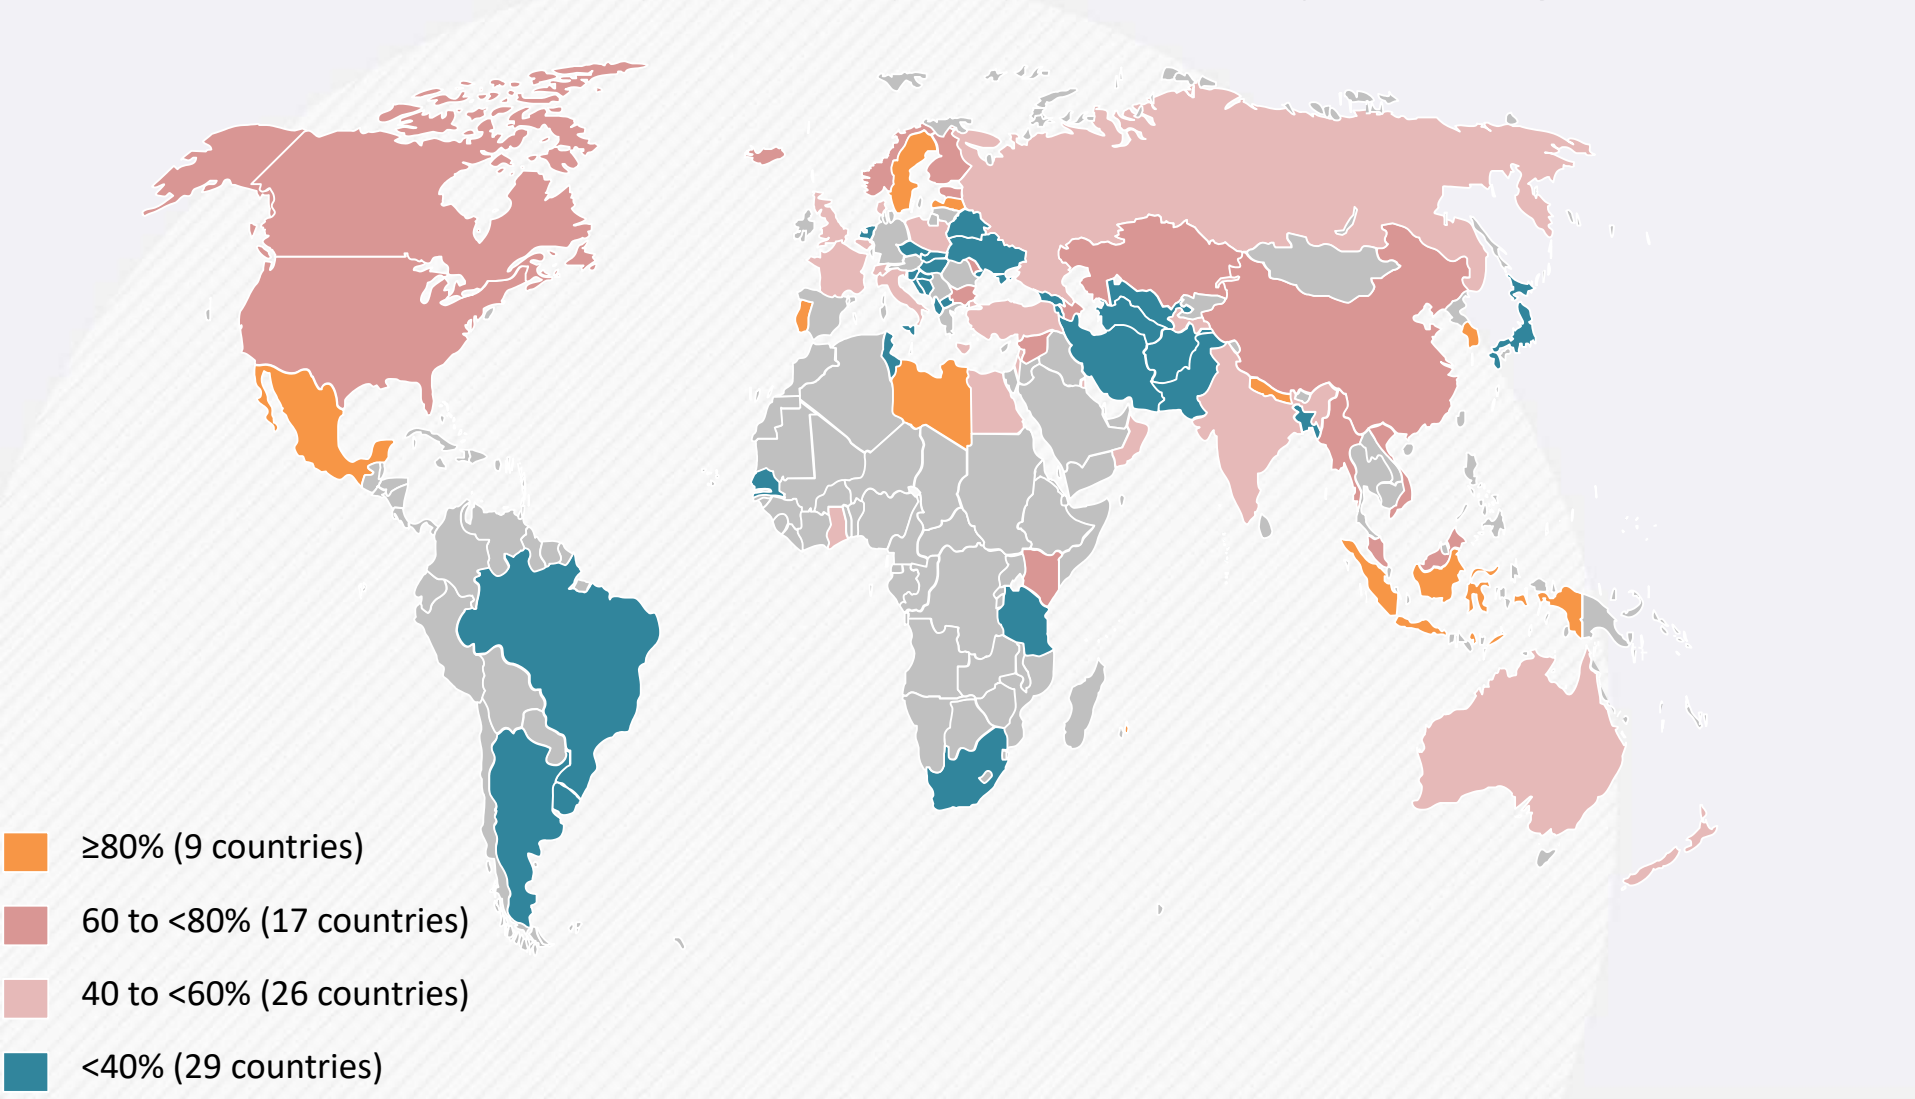 ≥80% (9 countries)
60 to <80% (17 countries)
40 to <60% (26 countries)
<40% (29 countries)